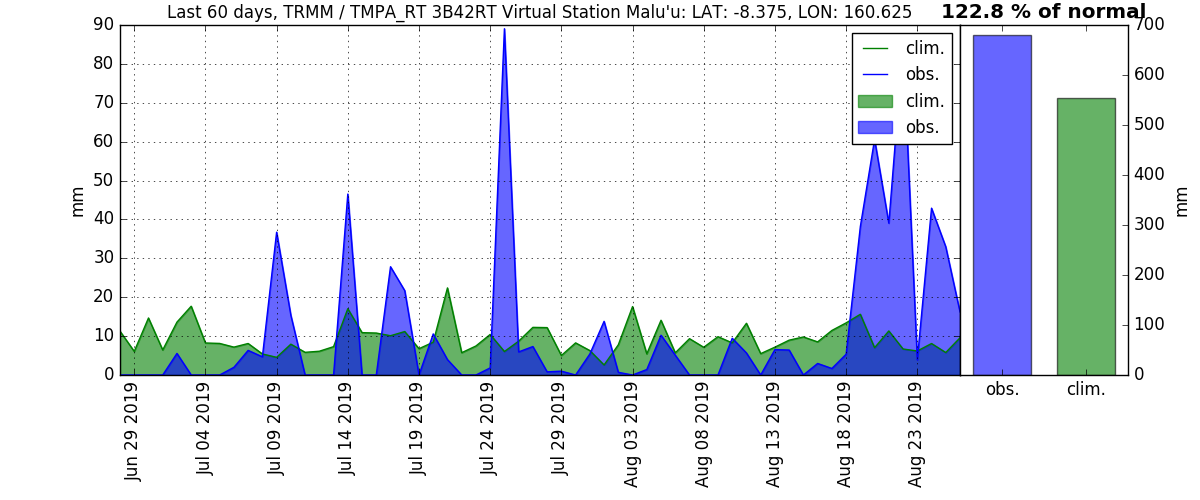 Last 60 days, TRMM / TMPA_RT 3B42RT Virtual Station Malu'u: LAT: -8.375, LON: 160.625
122.8 % of normal
90
80
70
60
50
40
30
20
10
0
mm
clim.
obs.
clim.
obs.
Jun 29 2019
Jul 04 2019
Jul 09 2019
Jul 14 2019
Jul 19 2019
Jul 24 2019
Jul 29 2019
Aug 03 2019
Aug 08 2019
Aug 13 2019
Aug 18 2019
Aug 23 2019
700
600
500
400
300
200
100
0
mm
obs. clim.